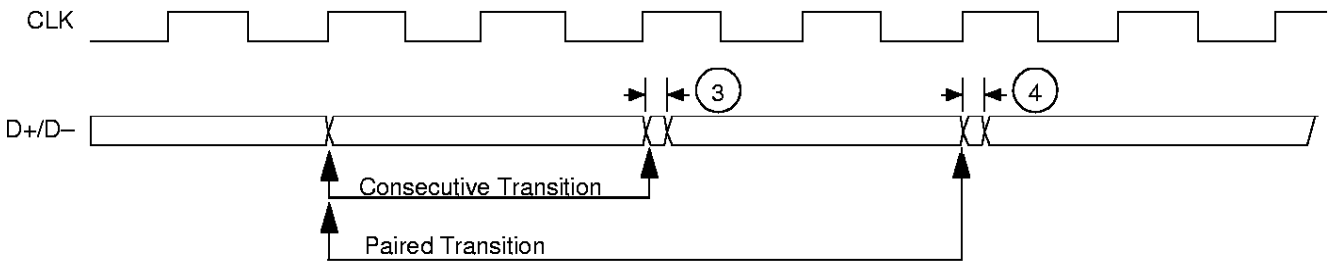 CLK
3
4
D+/D–
Consecutive Transition
Paired Transition